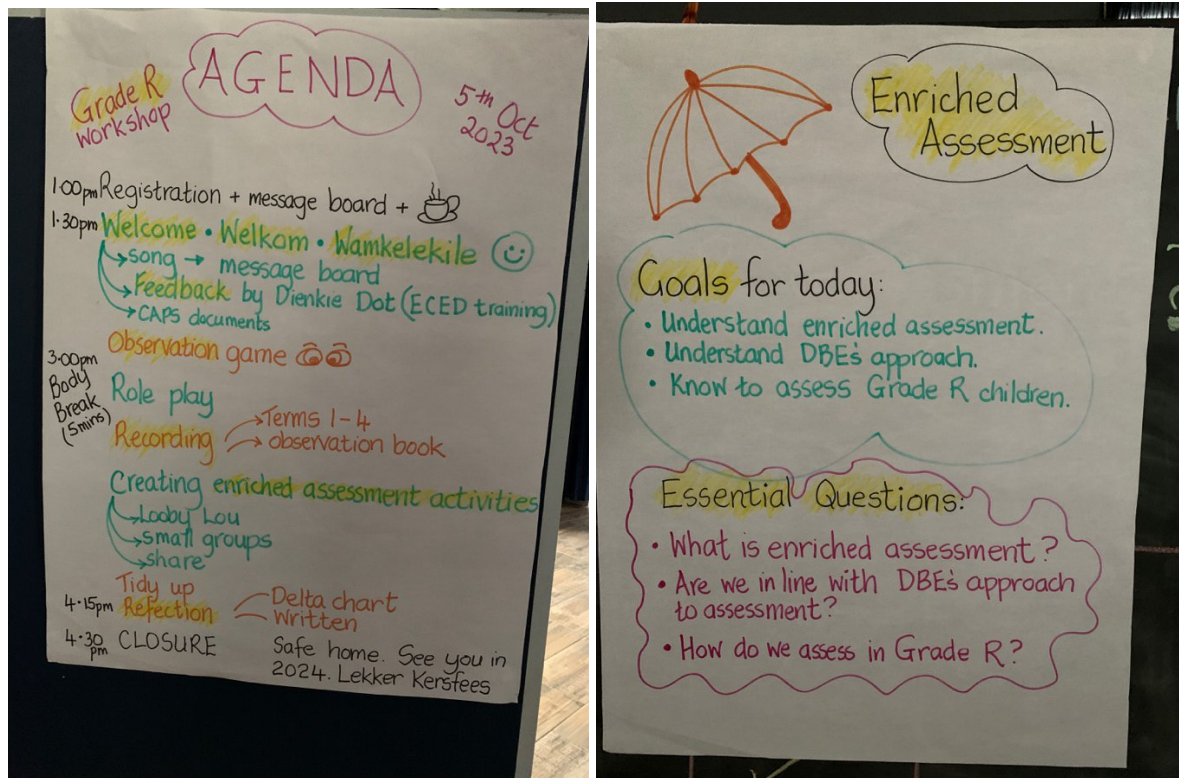 AGENDA
Grade R
workshop
5th Oct
2023
1.00pm Registration + message board +
1.30pm Welcome • Welkom • Wamkelekile
song → message board
Feedback by Dienkie Dot (ECED training)
CAPS documents
Observation game
3.00pm
Body
Break
(5mins)
Role play
Recording
Terms 1-4
observation book
Creating enriched assessment activities
Looby Lou
small groups
share
Tidy up
4.15pm Refection
Delta chart
Written
4.30
pm
CLOSURE
Safe home. See you in
2024. Lekker Kersfees
Enriched
Assessment
Goals for today:
• Understand enriched assessment.
• Understand DBE's approach.
• Know to assess Grade R children.
Essential Questions:
• What is enriched assessment?
• Are we in line with DBE's approach
to assessment?
• How do we assess in Grade R?